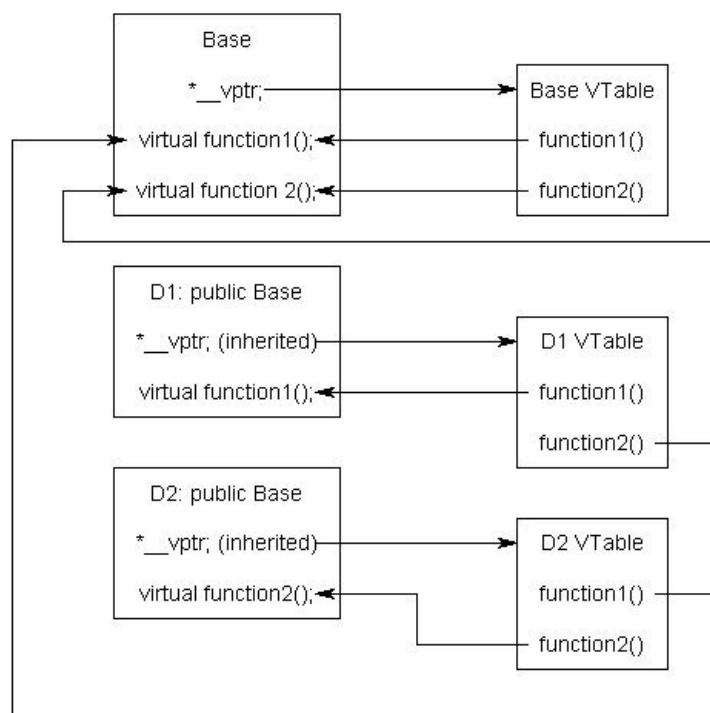 Base
*__vptr;
virtual function1();
virtual function 2();
Base VTable
function1()
function2()
D1: public Base
*__vptr; (inherited)
virtual function1();
D1 VTable
function1()
function2()
D2: public Base
*__vptr; (inherited)
virtual function2();
D2 VTable
function1()
function2()